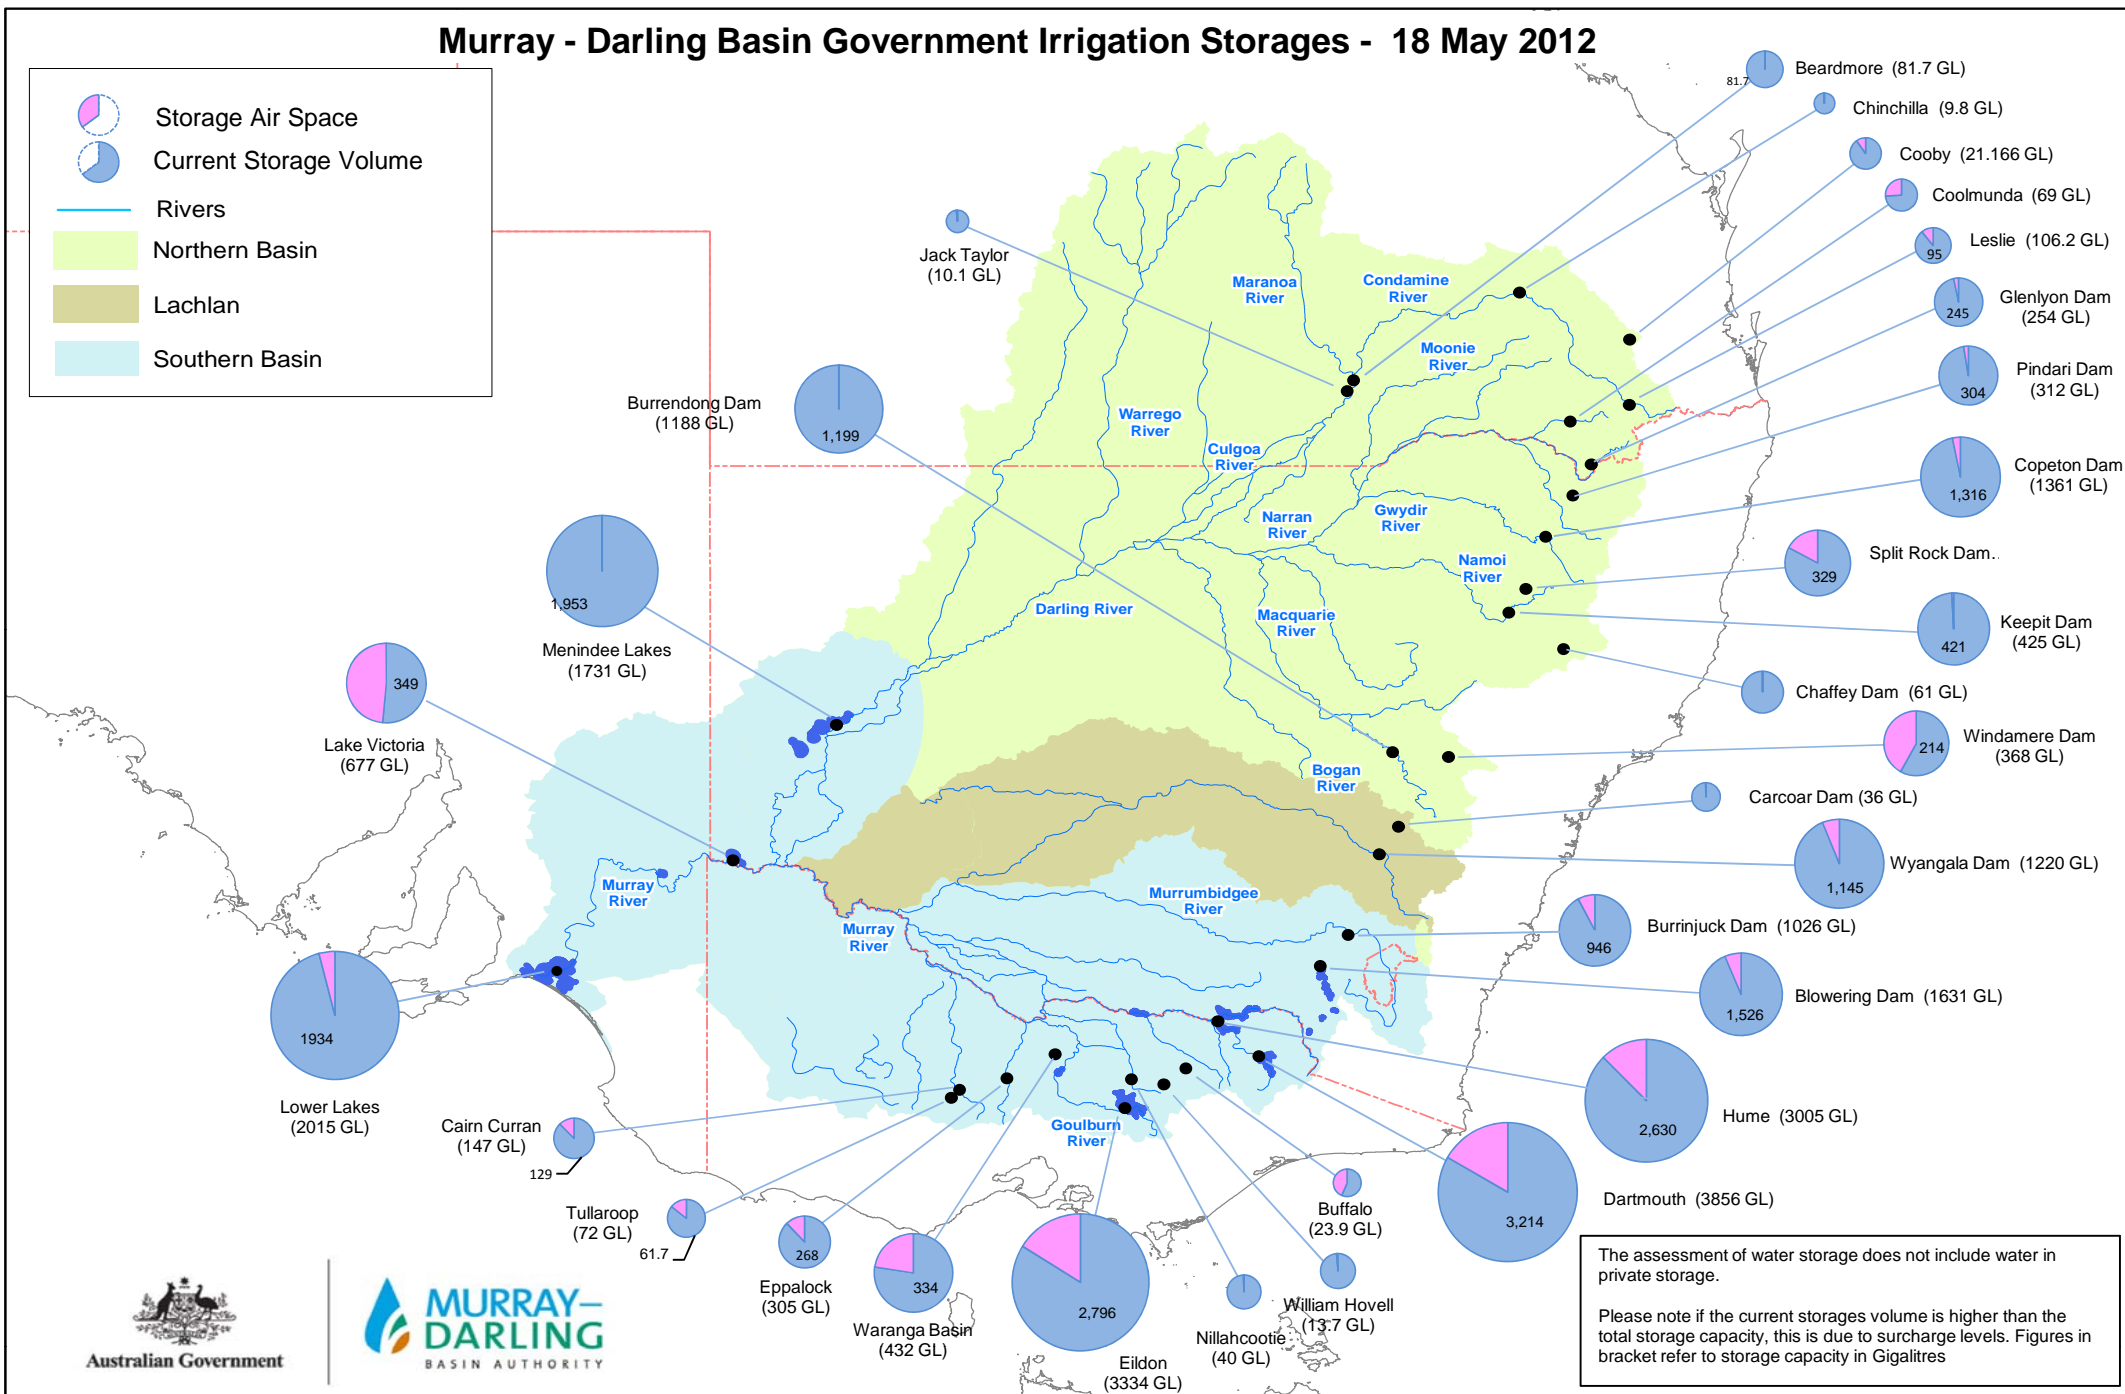 Murray - Darling Basin Government Irrigation Storages - 18 May 2012
Storage Air Space
Current Storage Volume
Rivers
Northern Basin
Lachlan
Southern Basin
81.7
Beardmore (81.7 GL)
Chinchilla (9.8 GL)
Cooby (21.166 GL)
Coolmunda (69 GL)
Leslie (106.2 GL)
95
Glenlyon Dam
(254 GL)
245
Pindari Dam
(312 GL)
304
Copeton Dam
(1361 GL)
1,316
Split Rock Dam..
329
Keepit Dam
(425 GL)
421
Chaffey Dam (61 GL)
Windamere Dam
(368 GL)
214
Carcoar Dam (36 GL)
Wyangala Dam (1220 GL)
1,145
Burrinjuck Dam (1026 GL)
946
Blowering Dam (1631 GL)
1,526
Hume (3005 GL)
2,630
Dartmouth (3856 GL)
3,214
Jack Taylor
(10.1 GL)
Burrendong Dam
(1188 GL)
1,199
1,953
Menindee Lakes
(1731 GL)
349
Lake Victoria
(677 GL)
1934
Lower Lakes
(2015 GL)
Cairn Curran
(147 GL)
129
Tullaroop
(72 GL)
61.7
Eppalock
(305 GL)
268
Waranga Basin
(432 GL)
334
2,796
Eildon
(3334 GL)
Nillahcootie
(40 GL)
William Hovell
(13.7 GL)
Buffalo
(23.9 GL)
Maranoa
River
Condamine
River
Moonie
River
Warrego
River
Culgoa
River
Narran
River
Gwydir
River
Namoi
River
Darling River
Macquarie
River
Bogan
River
Murray
River
Murrumbidgee
River
Murray
River
Goulburn
River
Australian Government
MURRAY–
DARLING
BASIN AUTHORITY
The assessment of water storage does not include water in
private storage.
Please note if the current storages volume is higher than the
total storage capacity, this is due to surcharge levels. Figures in
bracket refer to storage capacity in Gigalitres